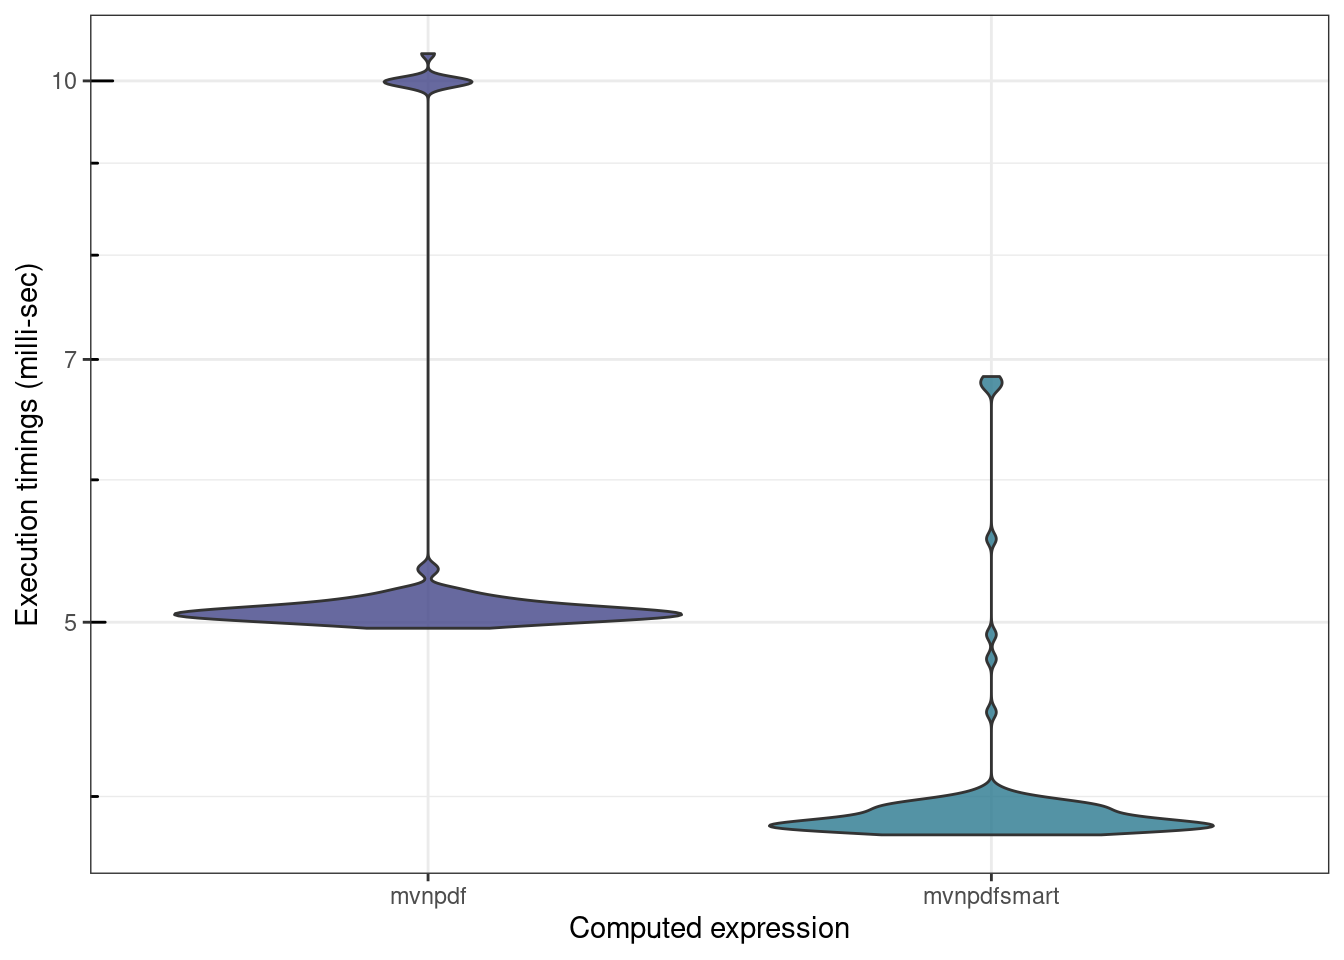 10
7
5
Execution timings (milli-sec)
mvnpdf
mvnpdfsmart
Computed expression